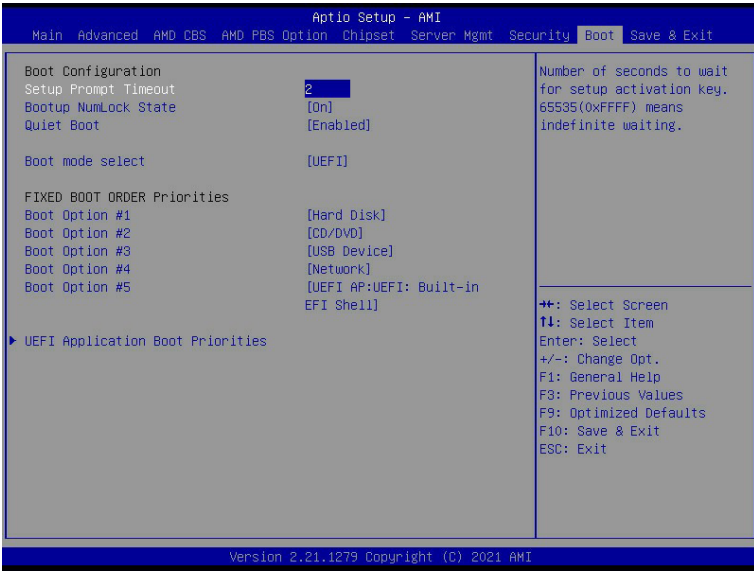 Aptio Setup – AMI
Main Advanced AMD CBS AMD PBS Option Chipset Server Mgmt Security Boot Save & Exit
Boot Configuration
Setup Prompt Timeout 2
Bootup NumLock State [On]
Quiet Boot [Enabled]
Boot mode select [UEFI]
FIXED BOOT ORDER Priorities
Boot Option #1 [Hard Disk]
Boot Option #2 [CD/DVD]
Boot Option #3 [USB Device]
Boot Option #4 [Network]
Boot Option #5 [UEFI AP:UEFI: Built-in
EFI Shell]
▶ UEFI Application Boot Priorities
Number of seconds to wait
for setup activation key.
65535(0xFFFF) means
indefinite waiting.
→←: Select Screen
↑↓: Select Item
Enter: Select
+/-: Change Opt.
F1: General Help
F3: Previous Values
F9: Optimized Defaults
F10: Save & Exit
ESC: Exit
Version 2.21.1279 Copyright (C) 2021 AMI